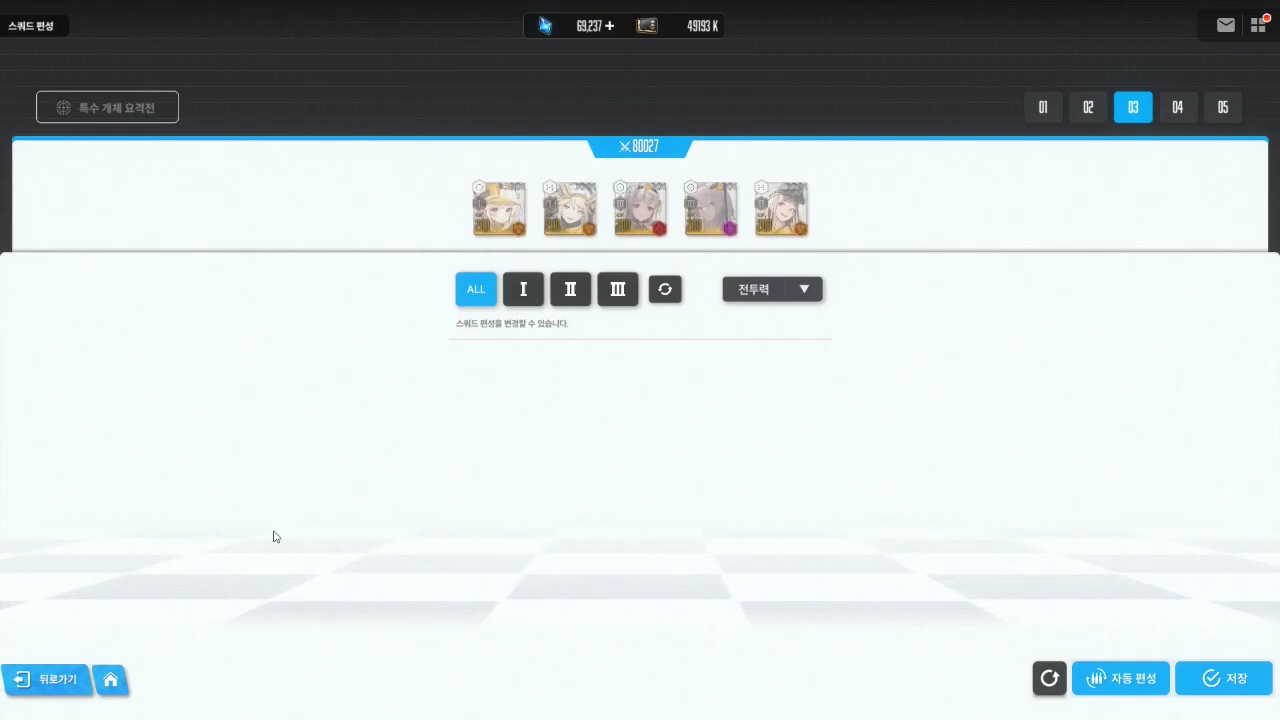 스쿼드 편성
69,237 +
49193 K
특수 개체 요격전
01 02 03 04 05
80027
ALL I II III
전투력
스쿼드 편성을 변경할 수 있습니다.
뒤로가기
자동 편성
저장